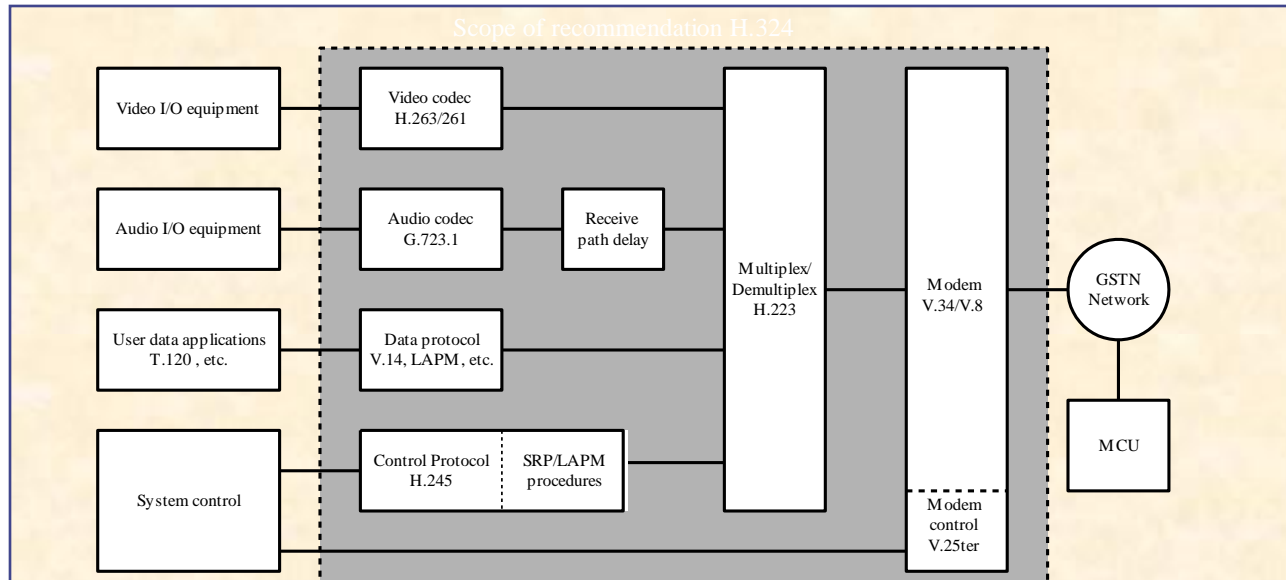 Scope of recommendation H.324
Video I/O equipment
Video codec
H.263/261
Audio I/O equipment
Audio codec
G.723.1
Receive
path delay
Multiplex/
Demultiplex
H.223
Modem
V.34/V.8
GSTN
Network
User data applications
T.120 , etc.
Data protocol
V.14, LAPM , etc.
System control
Control Protocol
H.245
SRP/LAPM
procedures
MCU
Modem
control
V.25ter